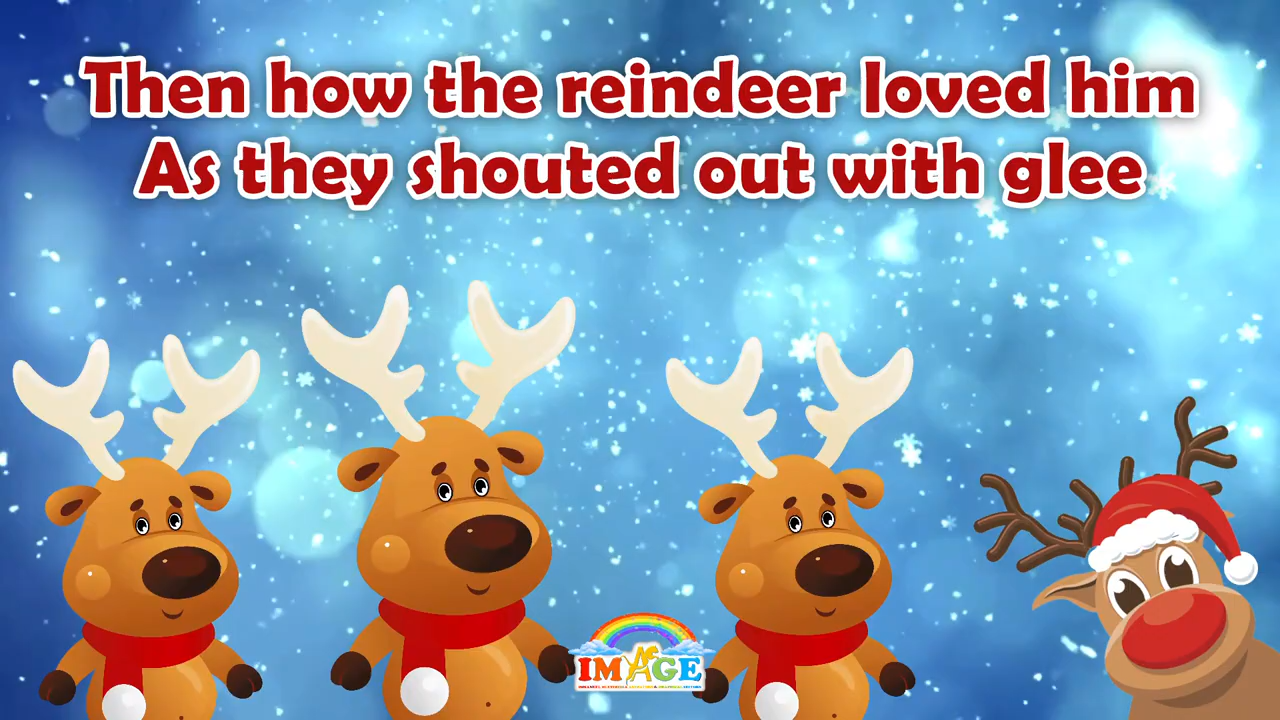 Then how the reindeer loved him
As they shouted out with glee
IMAGE